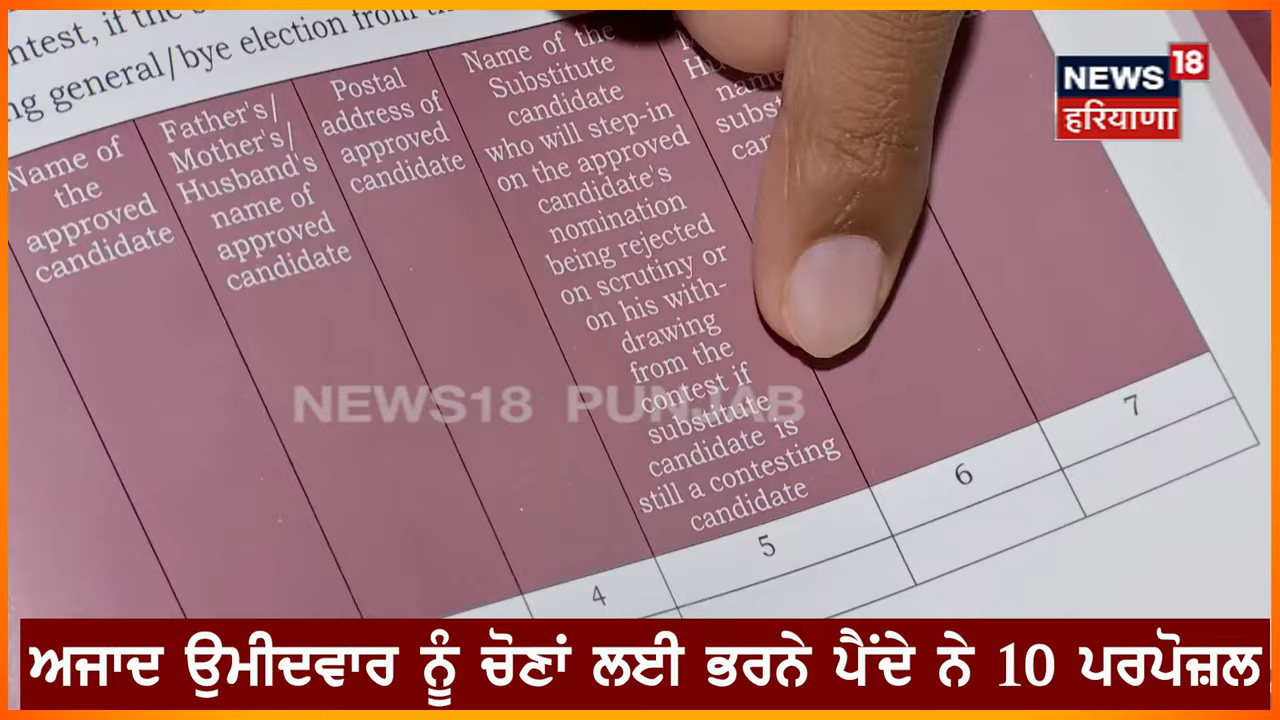 ntest, if the
ng general/bye election from
Name of
the
approved
candidate
Father's/
Mother's/
Husband's
name of
approved
candidate
Postal
address of
approved
candidate
Name of the
Substitute
candidate
who will step-in
on the approved
candidate's
nomination
being rejected
on scrutiny or
on his with-
drawing
from the
contest if
substitute
candidate is
still a contesting
candidate
4
5
6
7
NEWS 18
हरियाणा
NEWS18 PUNJAB
ਅਜਾਦ ਉਮੀਦਵਾਰ ਨੂੰ ਚੋਣਾਂ ਲਈ ਭਰਨੇ ਪੈਂਦੇ ਨੇ 10 ਪਰਪੋਜ਼ਲ